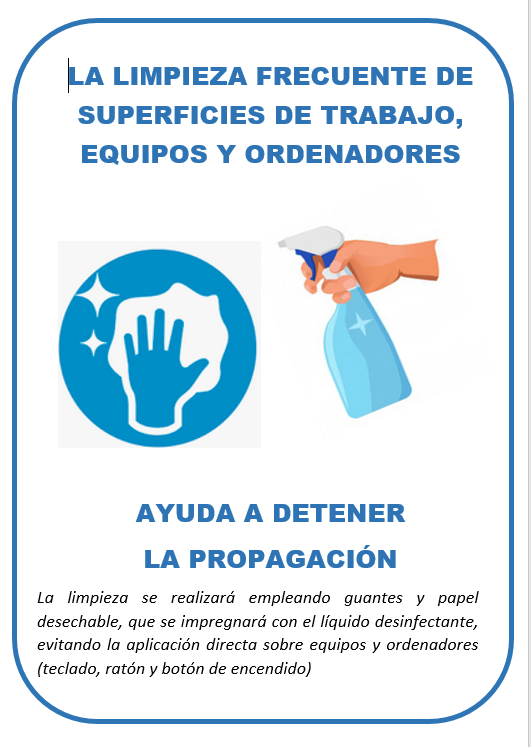 LA LIMPIEZA FRECUENTE DE
SUPERFICIES DE TRABAJO,
EQUIPOS Y ORDENADORES
AYUDA A DETENER
LA PROPAGACIÓN
La limpieza se realizará empleando guantes y papel
desechable, que se impregnará con el líquido desinfectante,
evitando la aplicación directa sobre equipos y ordenadores
(teclado, ratón y botón de encendido)